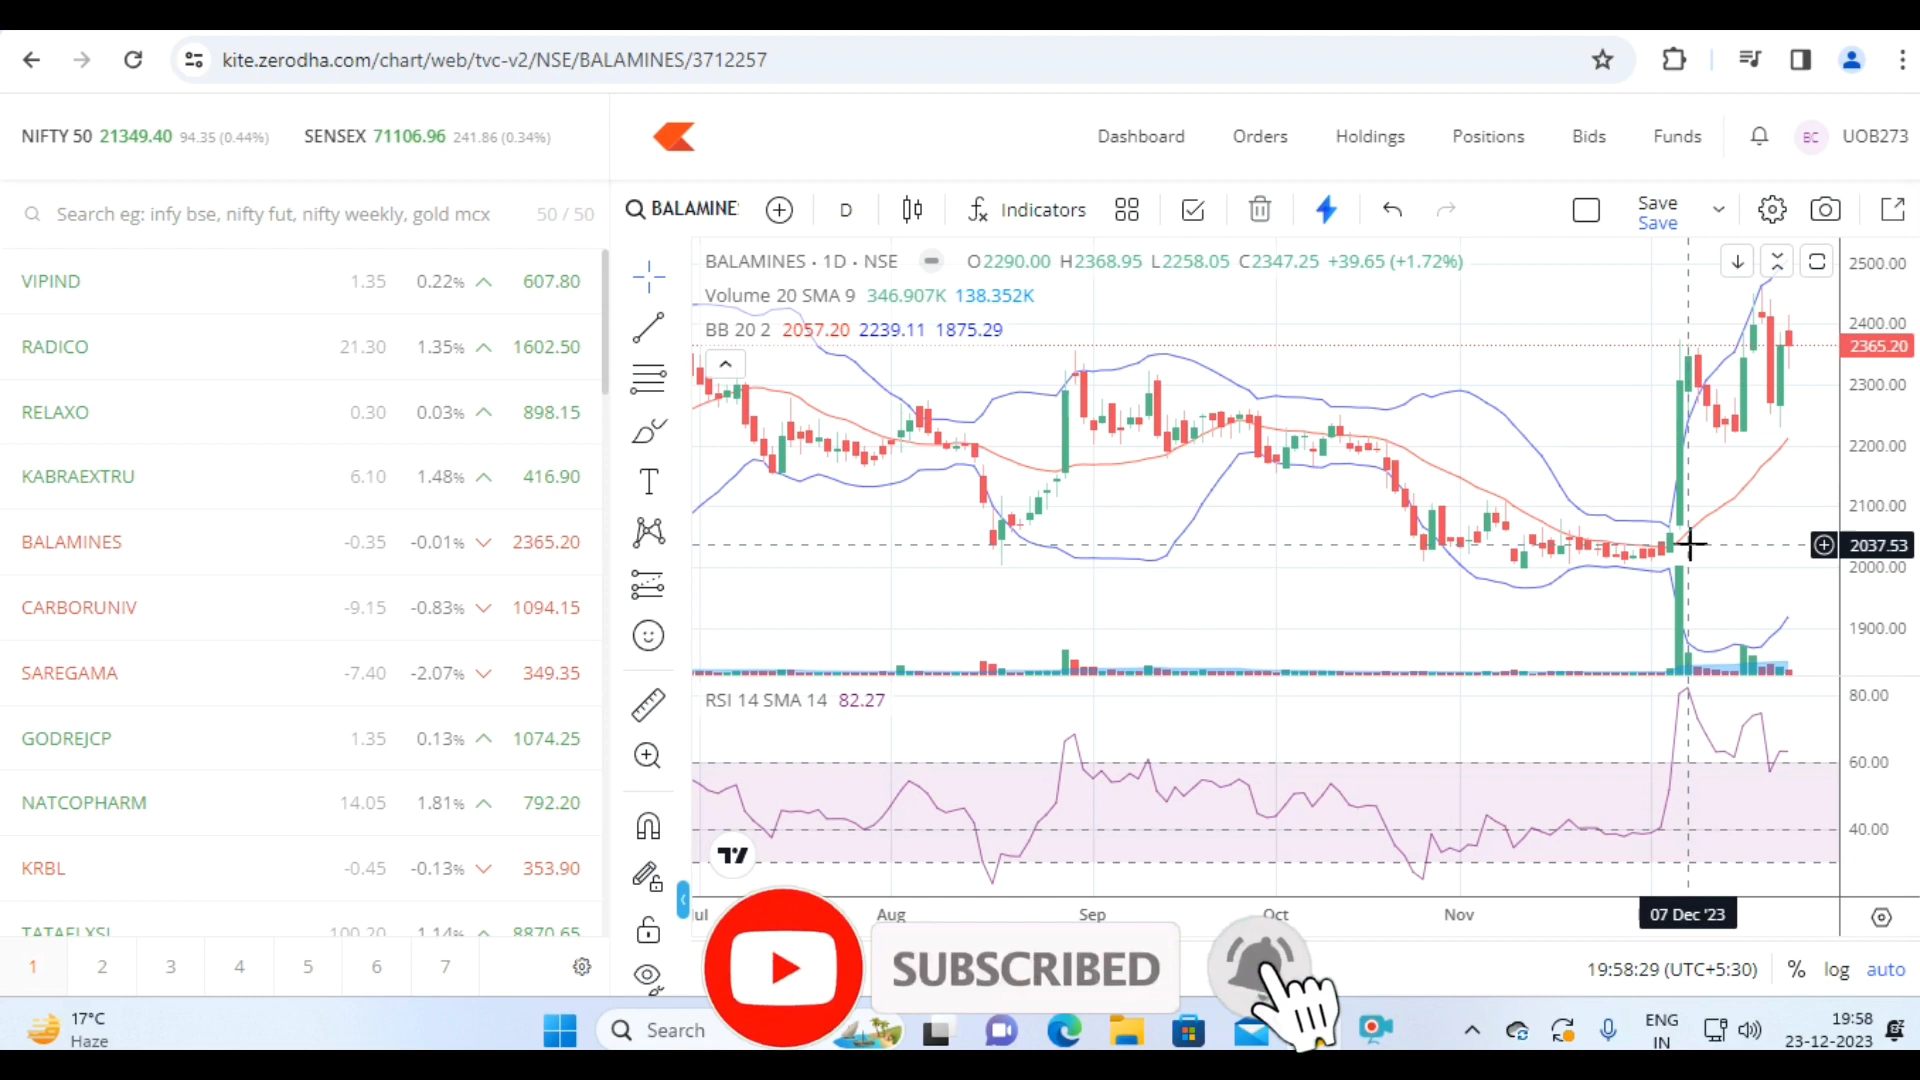 kite.zerodha.com/chart/web/tvc-v2/NSE/BALAMINES/3712257
NIFTY 50 21349.40 94.35 (0.44%) SENSEX 71106.96 241.86 (0.34%)
Dashboard Orders Holdings Positions Bids Funds BC UOB273
Search eg: infy bse, nifty fut, nifty weekly, gold mcx 50 / 50
VIPIND 1.35 0.22% 607.80
RADICO 21.30 1.35% 1602.50
RELAXO 0.30 0.03% 898.15
KABRAEXTRU 6.10 1.48% 416.90
BALAMINES -0.35 -0.01% 2365.20
CARBORUNIV -9.15 -0.83% 1094.15
SAREGAMA -7.40 -2.07% 349.35
GODREJCP 1.35 0.13% 1074.25
NATCOPHARM 14.05 1.81% 792.20
KRBL -0.45 -0.13% 353.90
TATAELXSI 100.20 1.14% 8870.65
1 2 3 4 5 6 7
BALAMINE D Indicators Save
Save
BALAMINES · 1D · NSE O2290.00 H2368.95 L2258.05 C2347.25 +39.65 (+1.72%)
Volume 20 SMA 9 346.907K 138.352K
BB 20 2 2057.20 2239.11 1875.29
2500.00
2400.00
2365.20
2300.00
2200.00
2100.00
2037.53
2000.00
1900.00
RSI 14 SMA 14 82.27
80.00
60.00
40.00
Aug Sep Oct Nov 07 Dec '23
19:58:29 (UTC+5:30) % log auto
SUBSCRIBED
17°C
Haze
Search
ENG
IN
19:58
23-12-2023